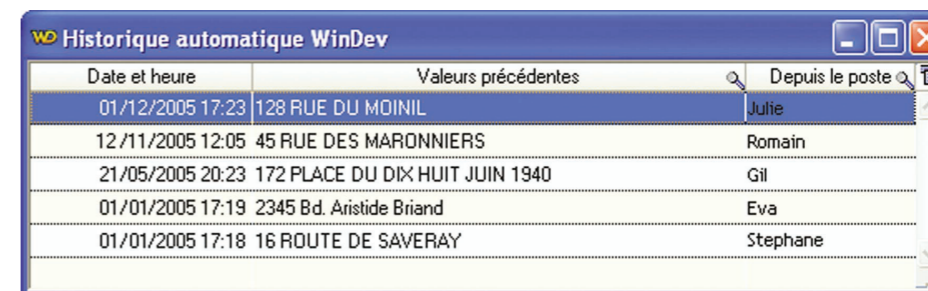 WD Historique automatique WinDev
Date et heure Valeurs précédentes Depuis le poste
01/12/2005 17:23 128 RUE DU MOINIL Julie
12/11/2005 12:05 45 RUE DES MARONNIERS Romain
21/05/2005 20:23 172 PLACE DU DIX HUIT JUIN 1940 Gil
01/01/2005 17:19 2345 Bd. Aristide Briand Eva
01/01/2005 17:18 16 ROUTE DE SAVERAY Stephane